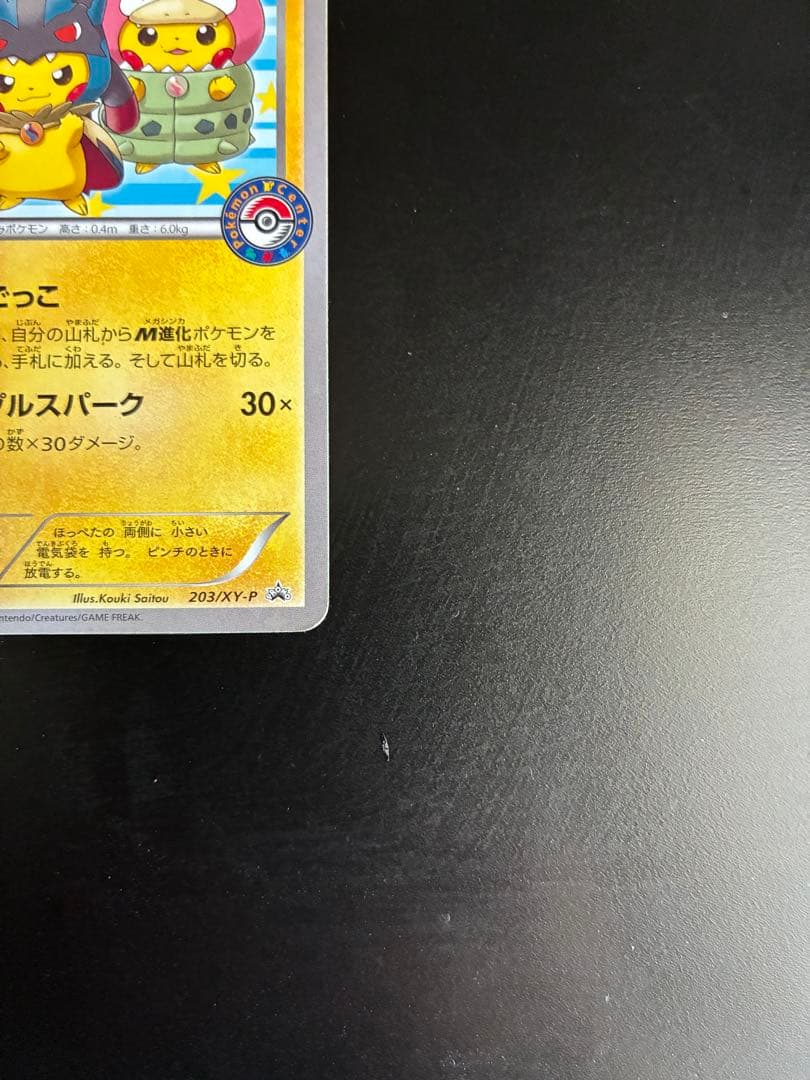 みポケモン 高さ:0.4m 重さ:6.0kg
Pokémon Center
ごっこ
、自分の山札からM進化ポケモンを
、手札に加える。そして山札を切る。
プルスパーク 30×
の数×30ダメージ。
ほっぺたの 両側に 小さい
電気袋を 持つ。 ピンチのときに
放電する。
Illus.Kouki Saitou 203/XY-P
ntendo/Creatures/GAME FREAK.